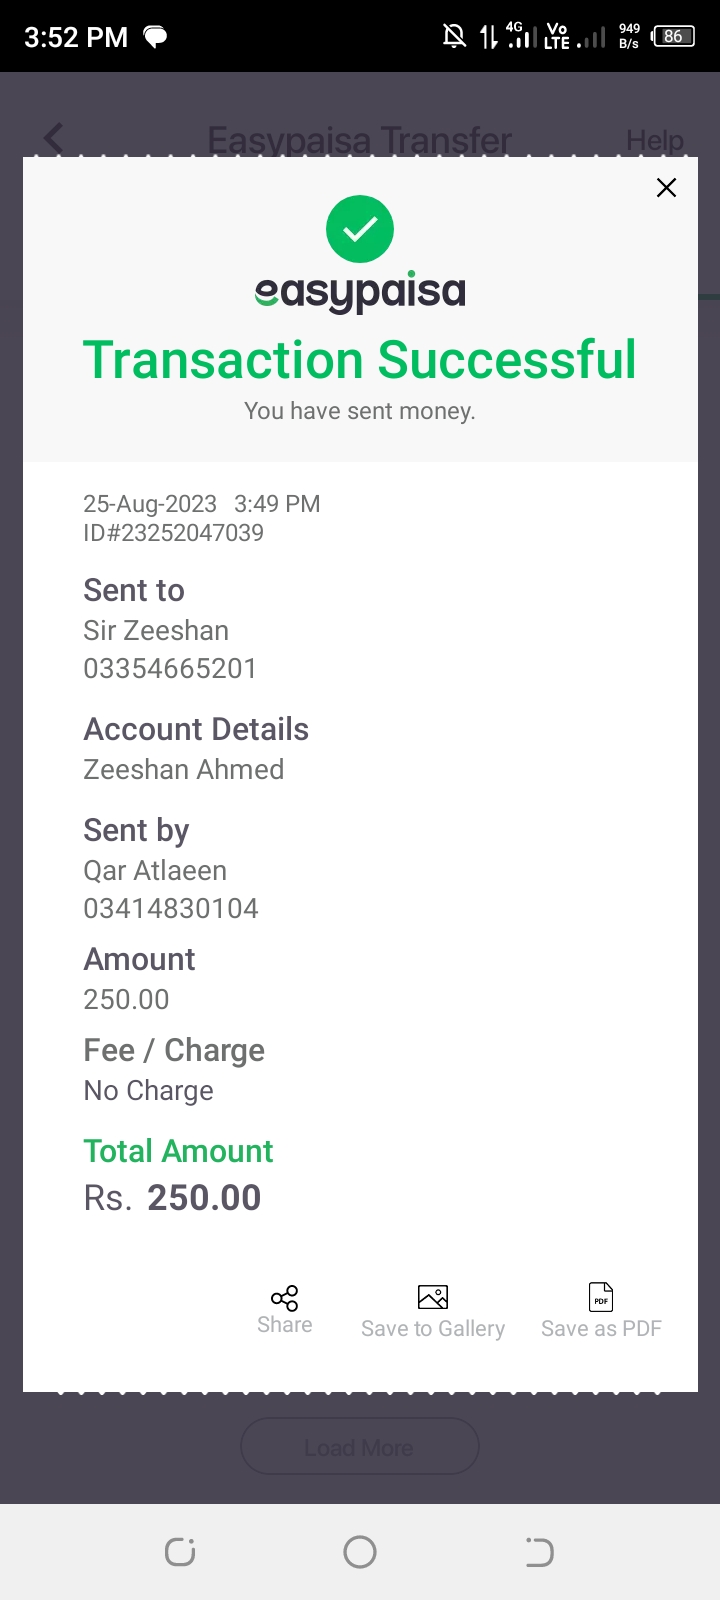 3:52 PM
4G Vo LTE 949 B/s 86
Easypaisa Transfer Help
easypaisa
Transaction Successful
You have sent money.
25-Aug-2023 3:49 PM
ID#23252047039
Sent to
Sir Zeeshan
03354665201
Account Details
Zeeshan Ahmed
Sent by
Qar Atlaeen
03414830104
Amount
250.00
Fee / Charge
No Charge
Total Amount
Rs. 250.00
PDF
Share Save to Gallery Save as PDF
Load More